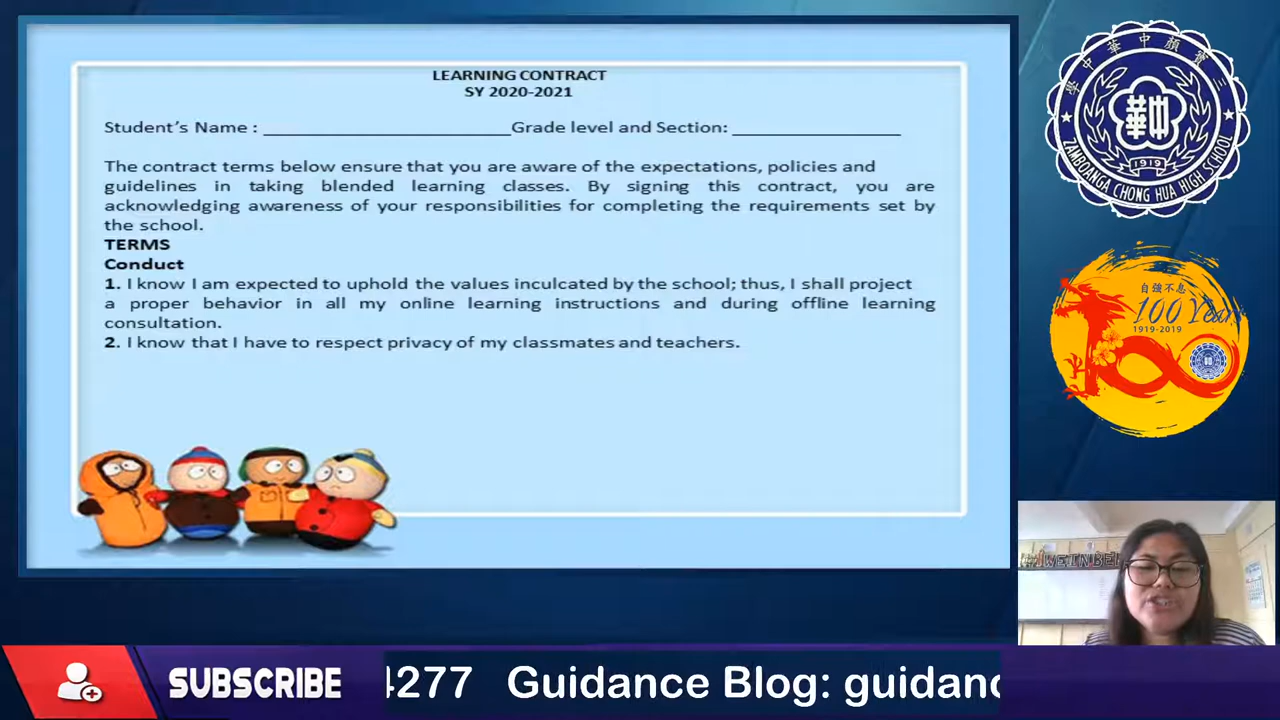 LEARNING CONTRACT
SY 2020-2021
Student's Name : _________________________Grade level and Section: _________________
The contract terms below ensure that you are aware of the expectations, policies and
guidelines in taking blended learning classes. By signing this contract, you are
acknowledging awareness of your responsibilities for completing the requirements set by
the school.
TERMS
Conduct
1. I know I am expected to uphold the values inculcated by the school; thus, I shall project
a proper behavior in all my online learning instructions and during offline learning
consultation.
2. I know that I have to respect privacy of my classmates and teachers.
華中
1919
ZAMBOANGA CHONG HUA HIGH SCHOOL
自強不息
100 Years
1919-2019
SUBSCRIBE
4277 Guidance Blog: guidanc